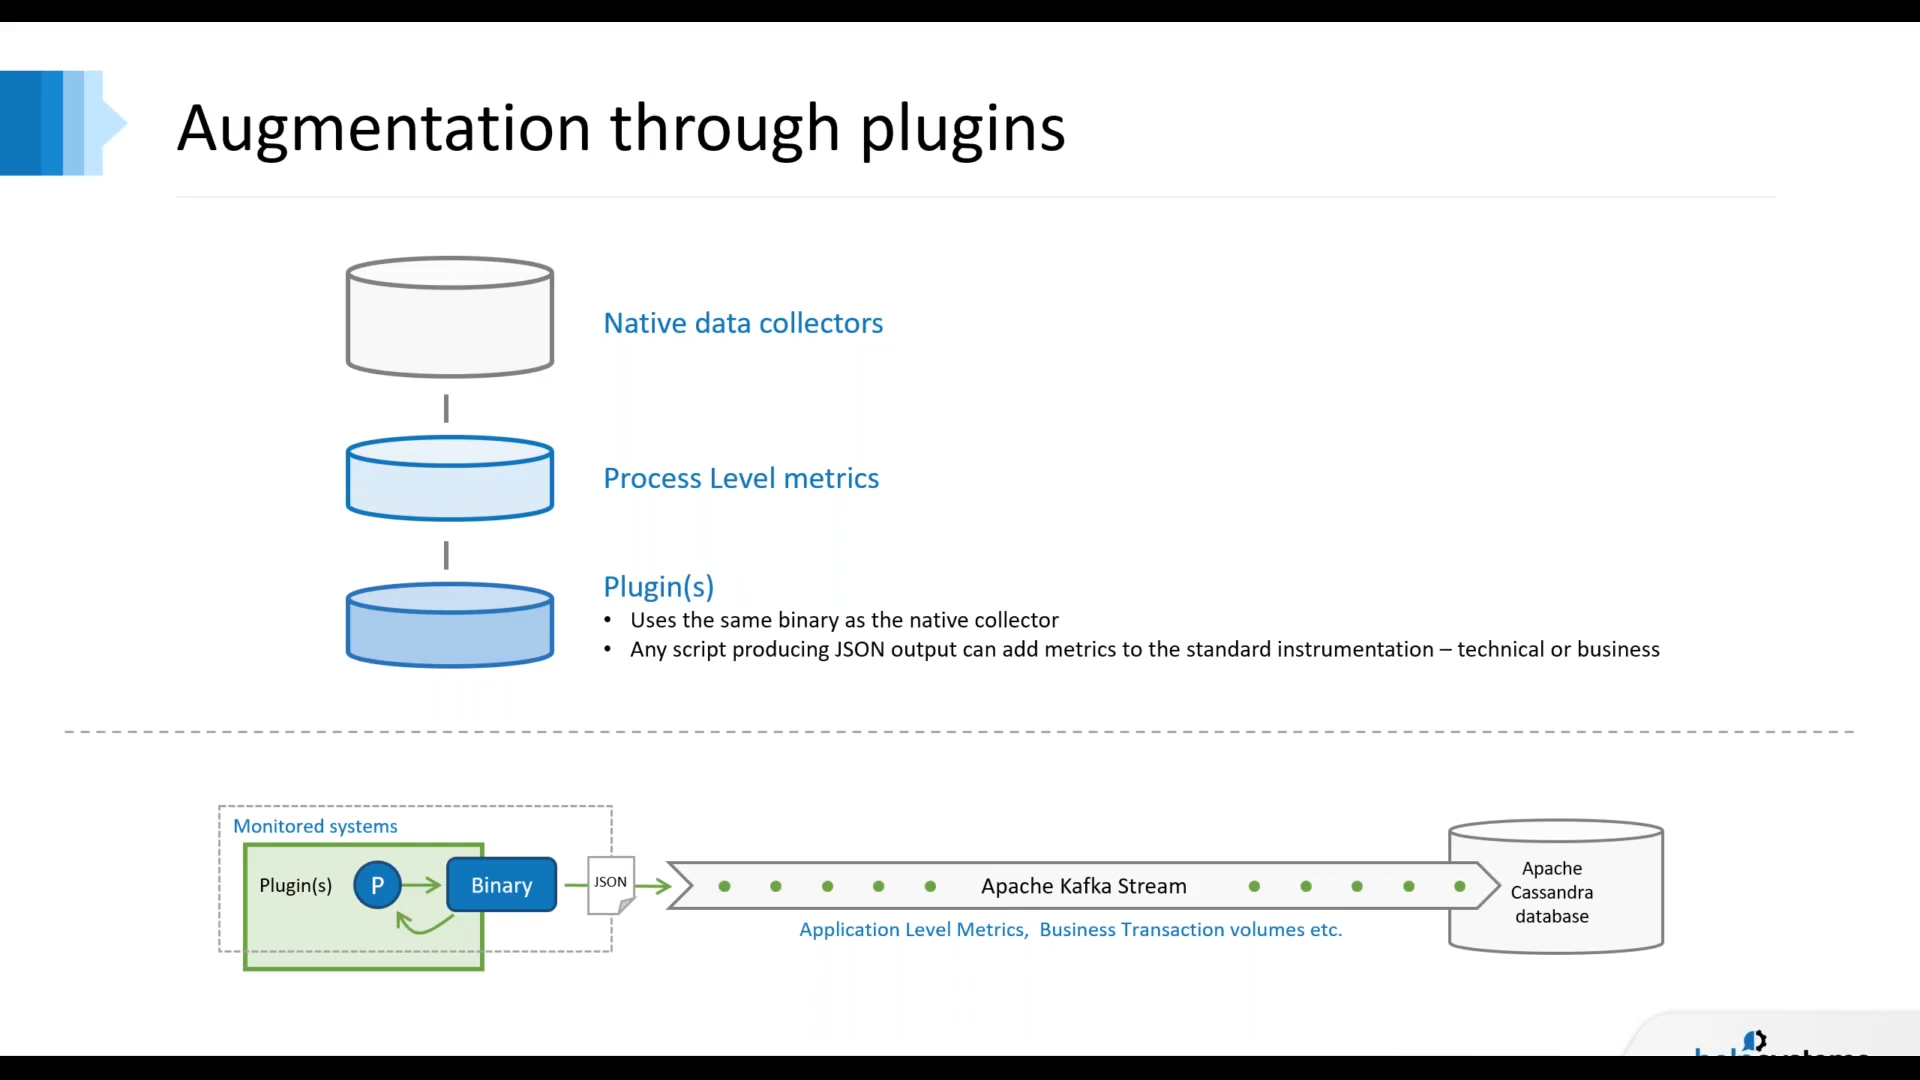 Augmentation through plugins
Native data collectors
Process Level metrics
Plugin(s)
• Uses the same binary as the native collector
• Any script producing JSON output can add metrics to the standard instrumentation – technical or business
Monitored systems
Plugin(s)
P
Binary
JSON
Apache Kafka Stream
Application Level Metrics, Business Transaction volumes etc.
Apache
Cassandra
database